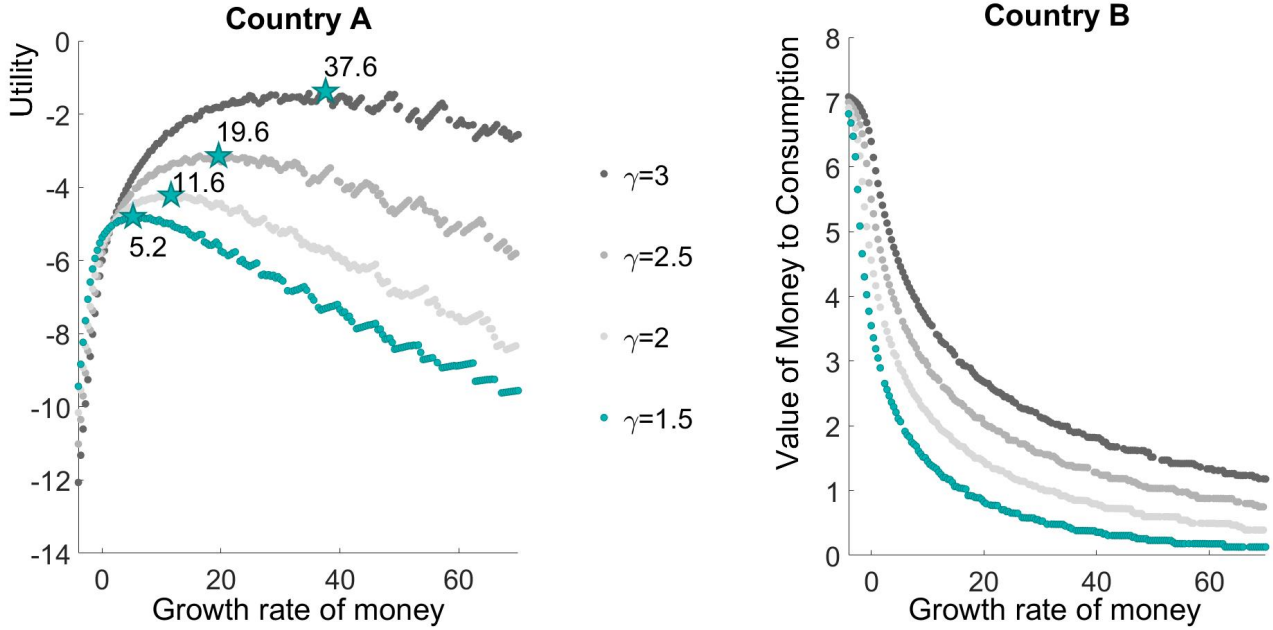 Country A
Utility
0
-2
-4
-6
-8
-10
-12
-14
37.6
19.6
11.6
5.2
0
20
40
60
Growth rate of money
γ=3
γ=2.5
γ=2
γ=1.5
Country B
Value of Money to Consumption
8
7
6
5
4
3
2
1
0
0
20
40
60
Growth rate of money